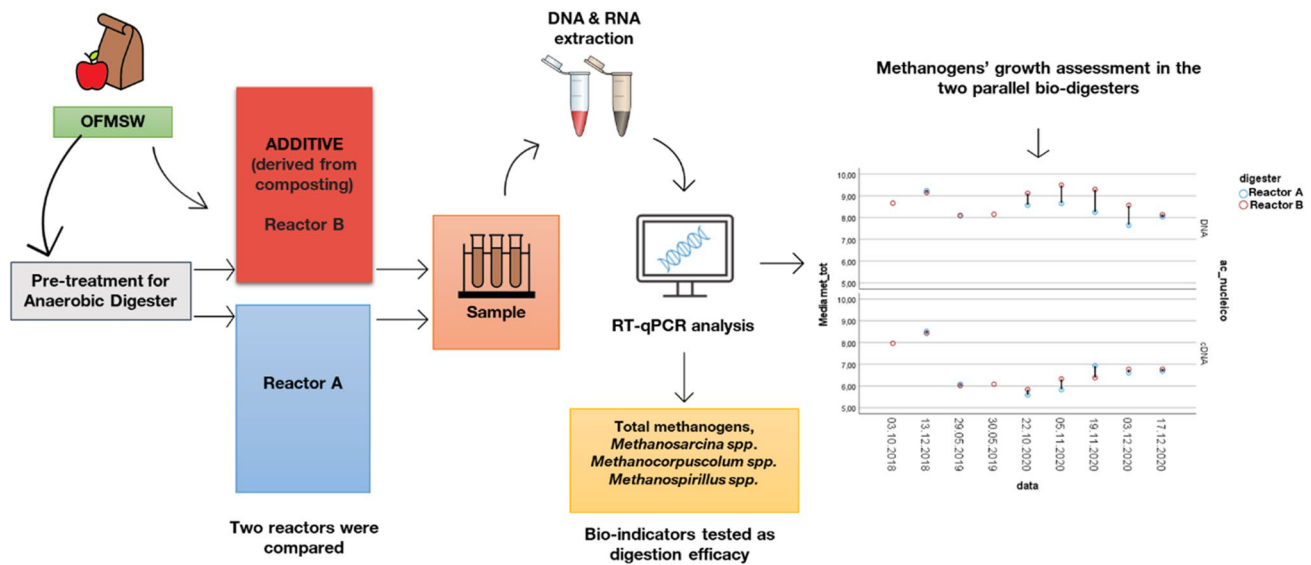 OFMSW
Pre-treatment for
Anaerobic Digester
ADDITIVE
(derived from
composting)
Reactor B
Reactor A
Two reactors were
compared
Sample
DNA & RNA
extraction
RT-qPCR analysis
Total methanogens,
Methanosarcina spp.
Methanocorpuscolum spp.
Methanospirillus spp.
Bio-indicators tested as
digestion efficacy
Methanogens’ growth assessment in the
two parallel bio-digesters
digester
Reactor A
Reactor B
Media met_tot
10,00
9,00
8,00
7,00
6,00
5,00
DNA
10,00
9,00
8,00
7,00
6,00
5,00
cDNA
ac_nucleico
03.10.2018
13.12.2018
29.05.2019
30.05.2019
22.10.2020
05.11.2020
19.11.2020
03.12.2020
17.12.2020
data